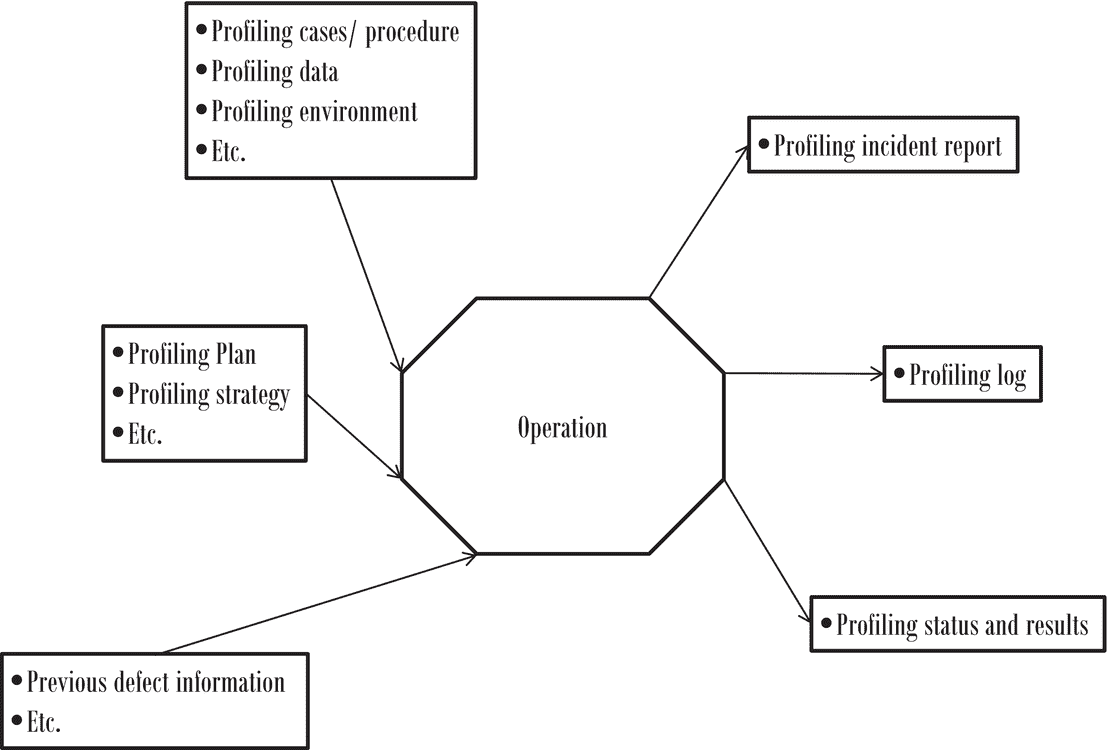 • Profiling cases/ procedure
• Profiling data
• Profiling environment
• Etc.
• Profiling incident report
• Profiling Plan
• Profiling strategy
• Etc.
• Profiling log
Operation
• Profiling status and results
• Previous defect information
• Etc.